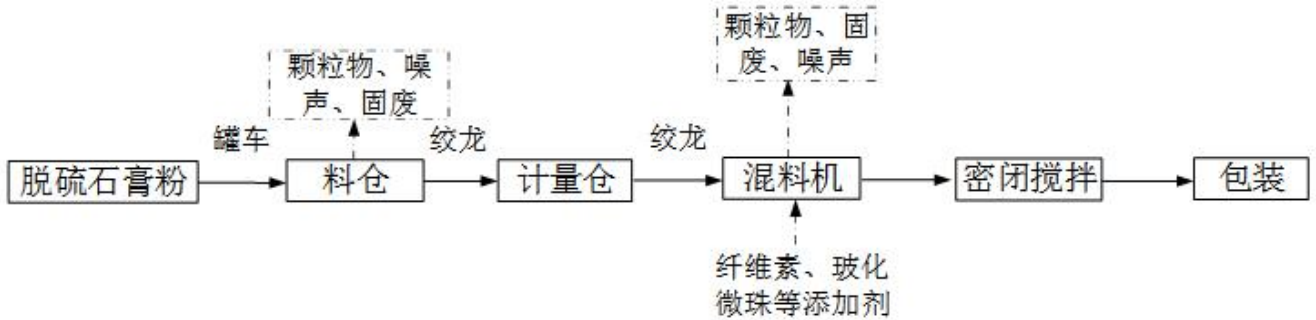 颗粒物、噪
声、固废
颗粒物、固
废、噪声
罐车
绞龙
绞龙
脱硫石膏粉
料仓
计量仓
混料机
密闭搅拌
包装
纤维素、玻化
微珠等添加剂